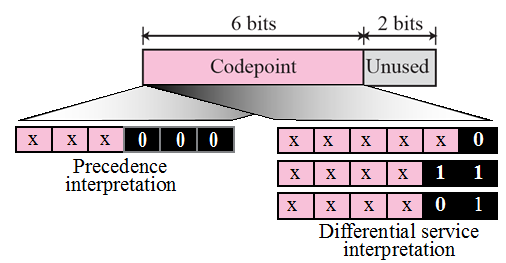 6 bits 2 bits
Codepoint Unused
x x x 0 0 0
Precedence
interpretation
x x x x x 0
x x x x 1 1
x x x x 0 1
Differential service
interpretation